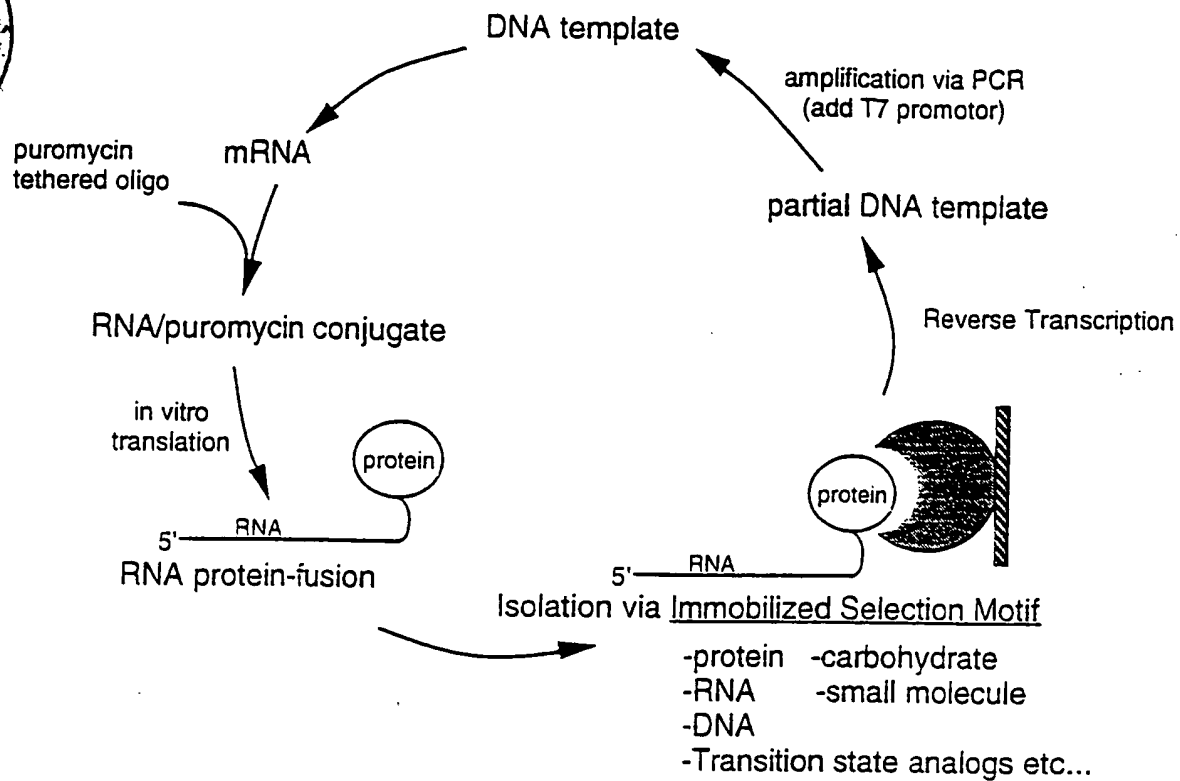 DNA template
amplification via PCR
(add T7 promotor)
puromycin
tethered oligo
mRNA
partial DNA template
RNA/puromycin conjugate
Reverse Transcription
in vitro
translation
protein
5'
RNA
RNA protein-fusion
protein
5'
RNA
Isolation via Immobilized Selection Motif
-protein -carbohydrate
-RNA -small molecule
-DNA
-Transition state analogs etc...